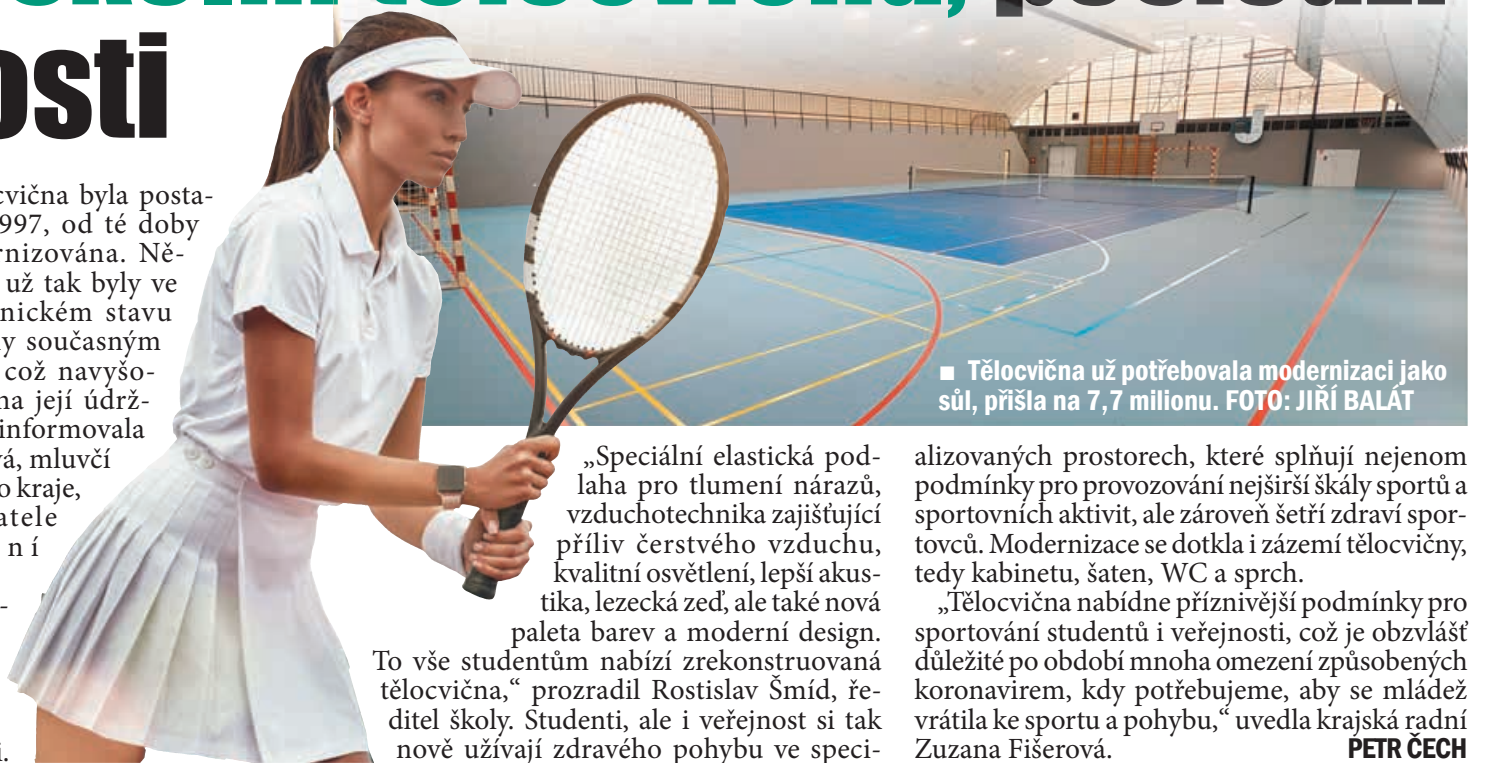 osti
cvična byla posta-
997, od té doby
rnizována. Ně-
už tak byly ve
nickém stavu
y současným
což navyšo-
na její údrž-
informovala
vá, mluvčí
o kraje,
atele
ní
-
i.
■ Tělocvična už potřebovala modernizaci jako
sůl, přišla na 7,7 milionu. FOTO: JIŘÍ BALÁT
„Speciální elastická pod-
laha pro tlumení nárazů,
vzduchotechnika zajišťující
příliv čerstvého vzduchu,
kvalitní osvětlení, lepší akus-
tika, lezecká zeď, ale také nová
paleta barev a moderní design.
To vše studentům nabízí zrekonstruovaná
tělocvična,“ prozradil Rostislav Šmíd, ře-
ditel školy. Studenti, ale i veřejnost si tak
nově užívají zdravého pohybu ve speci-
alizovaných prostorech, které splňují nejenom
podmínky pro provozování nejširší škály sportů a
sportovních aktivit, ale zároveň šetří zdraví spor-
tovců. Modernizace se dotkla i zázemí tělocvičny,
tedy kabinetu, šaten, WC a sprch.
„Tělocvična nabídne příznivější podmínky pro
sportování studentů i veřejnosti, což je obzvlášť
důležité po období mnoha omezení způsobených
koronavirem, kdy potřebujeme, aby se mládež
vrátila ke sportu a pohybu,“ uvedla krajská radní
Zuzana Fišerová. PETR ČECH